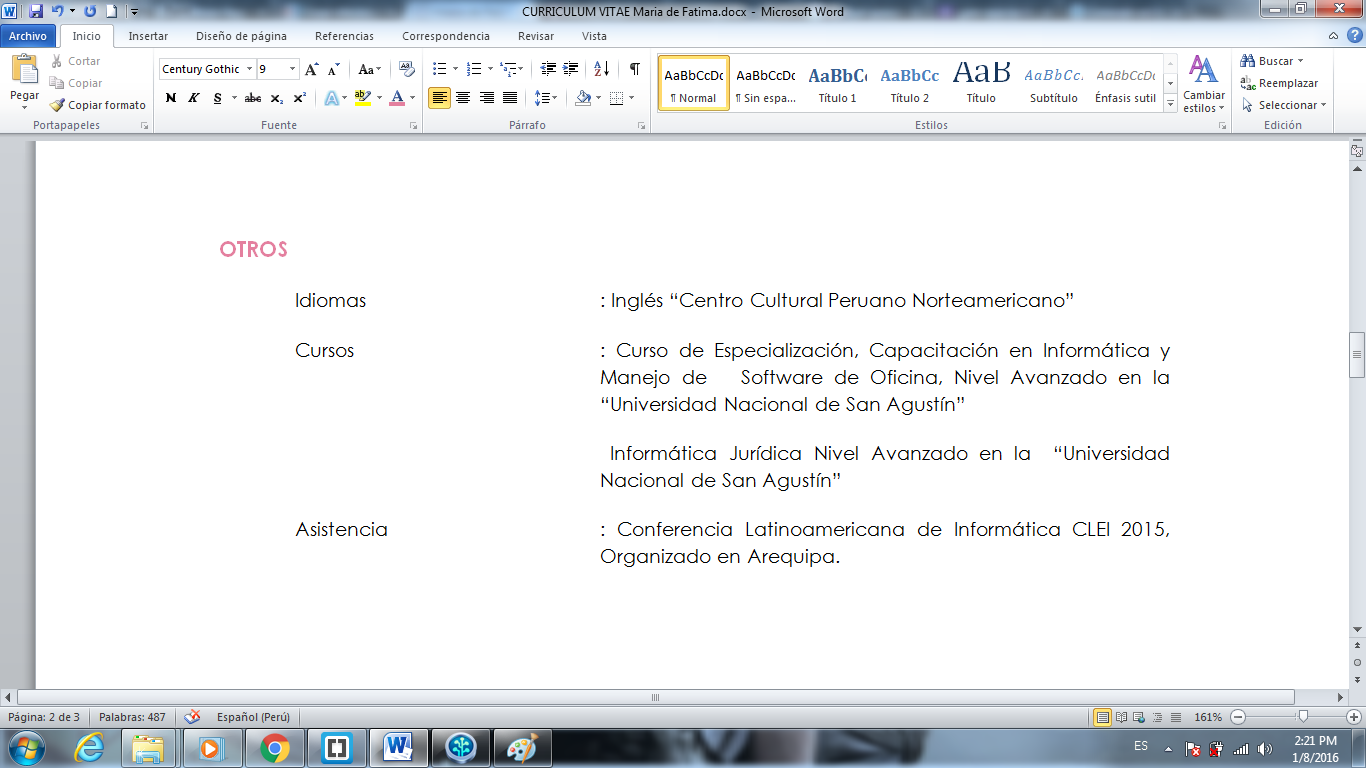 CURRICULUM VITAE Maria de Fatima.docx - Microsoft Word
Archivo Inicio Insertar Diseño de página Referencias Correspondencia Revisar Vista
Pegar
Cortar
Copiar
Copiar formato
Portapapeles
Century Gothic 9
N K S abc x₂ x²
Fuente
Párrafo
AaBbCcDc AaBbCcDc AaBbC AaBbCc AaB AaBbCc. AaBbCcDc
¶ Normal ¶ Sin espa... Título 1 Título 2 Título Subtítulo Énfasis sutil
Estilos
Cambiar
estilos
Buscar
Reemplazar
Seleccionar
Edición
OTROS
Idiomas : Inglés “Centro Cultural Peruano Norteamericano”
Cursos : Curso de Especialización, Capacitación en Informática y
Manejo de Software de Oficina, Nivel Avanzado en la
“Universidad Nacional de San Agustín”
Informática Jurídica Nivel Avanzado en la “Universidad
Nacional de San Agustín”
Asistencia : Conferencia Latinoamericana de Informática CLEI 2015,
Organizado en Arequipa.
Página: 2 de 3 Palabras: 487 Español (Perú) 161%
ES 2:21 PM
1/8/2016